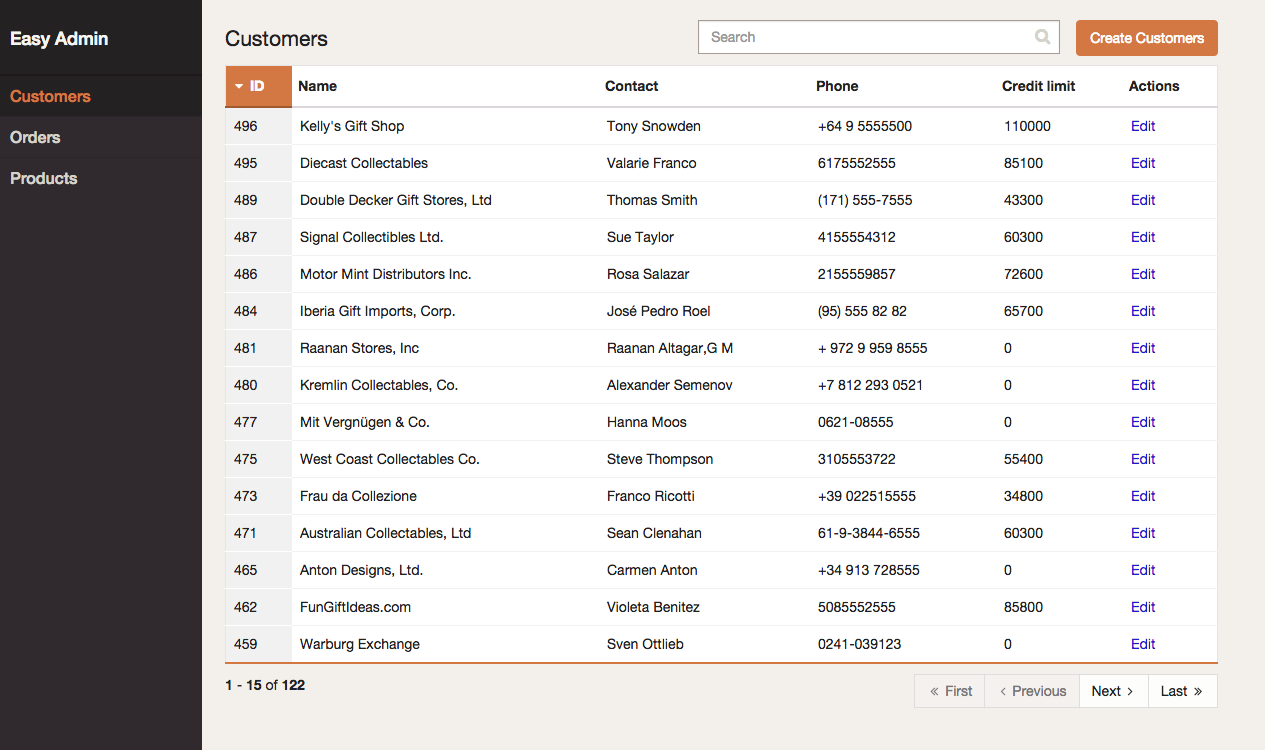 Easy Admin
Customers
Orders
Products
Customers
Search
Create Customers
ID Name Contact Phone Credit limit Actions
496 Kelly's Gift Shop Tony Snowden +64 9 5555500 110000 Edit
495 Diecast Collectables Valarie Franco 6175552555 85100 Edit
489 Double Decker Gift Stores, Ltd Thomas Smith (171) 555-7555 43300 Edit
487 Signal Collectibles Ltd. Sue Taylor 4155554312 60300 Edit
486 Motor Mint Distributors Inc. Rosa Salazar 2155559857 72600 Edit
484 Iberia Gift Imports, Corp. José Pedro Roel (95) 555 82 82 65700 Edit
481 Raanan Stores, Inc Raanan Altagar,G M + 972 9 959 8555 0 Edit
480 Kremlin Collectables, Co. Alexander Semenov +7 812 293 0521 0 Edit
477 Mit Vergnügen & Co. Hanna Moos 0621-08555 0 Edit
475 West Coast Collectables Co. Steve Thompson 3105553722 55400 Edit
473 Frau da Collezione Franco Ricotti +39 022515555 34800 Edit
471 Australian Collectables, Ltd Sean Clenahan 61-9-3844-6555 60300 Edit
465 Anton Designs, Ltd. Carmen Anton +34 913 728555 0 Edit
462 FunGiftIdeas.com Violeta Benitez 5085552555 85800 Edit
459 Warburg Exchange Sven Ottlieb 0241-039123 0 Edit
1 - 15 of 122
« First ‹ Previous Next › Last »